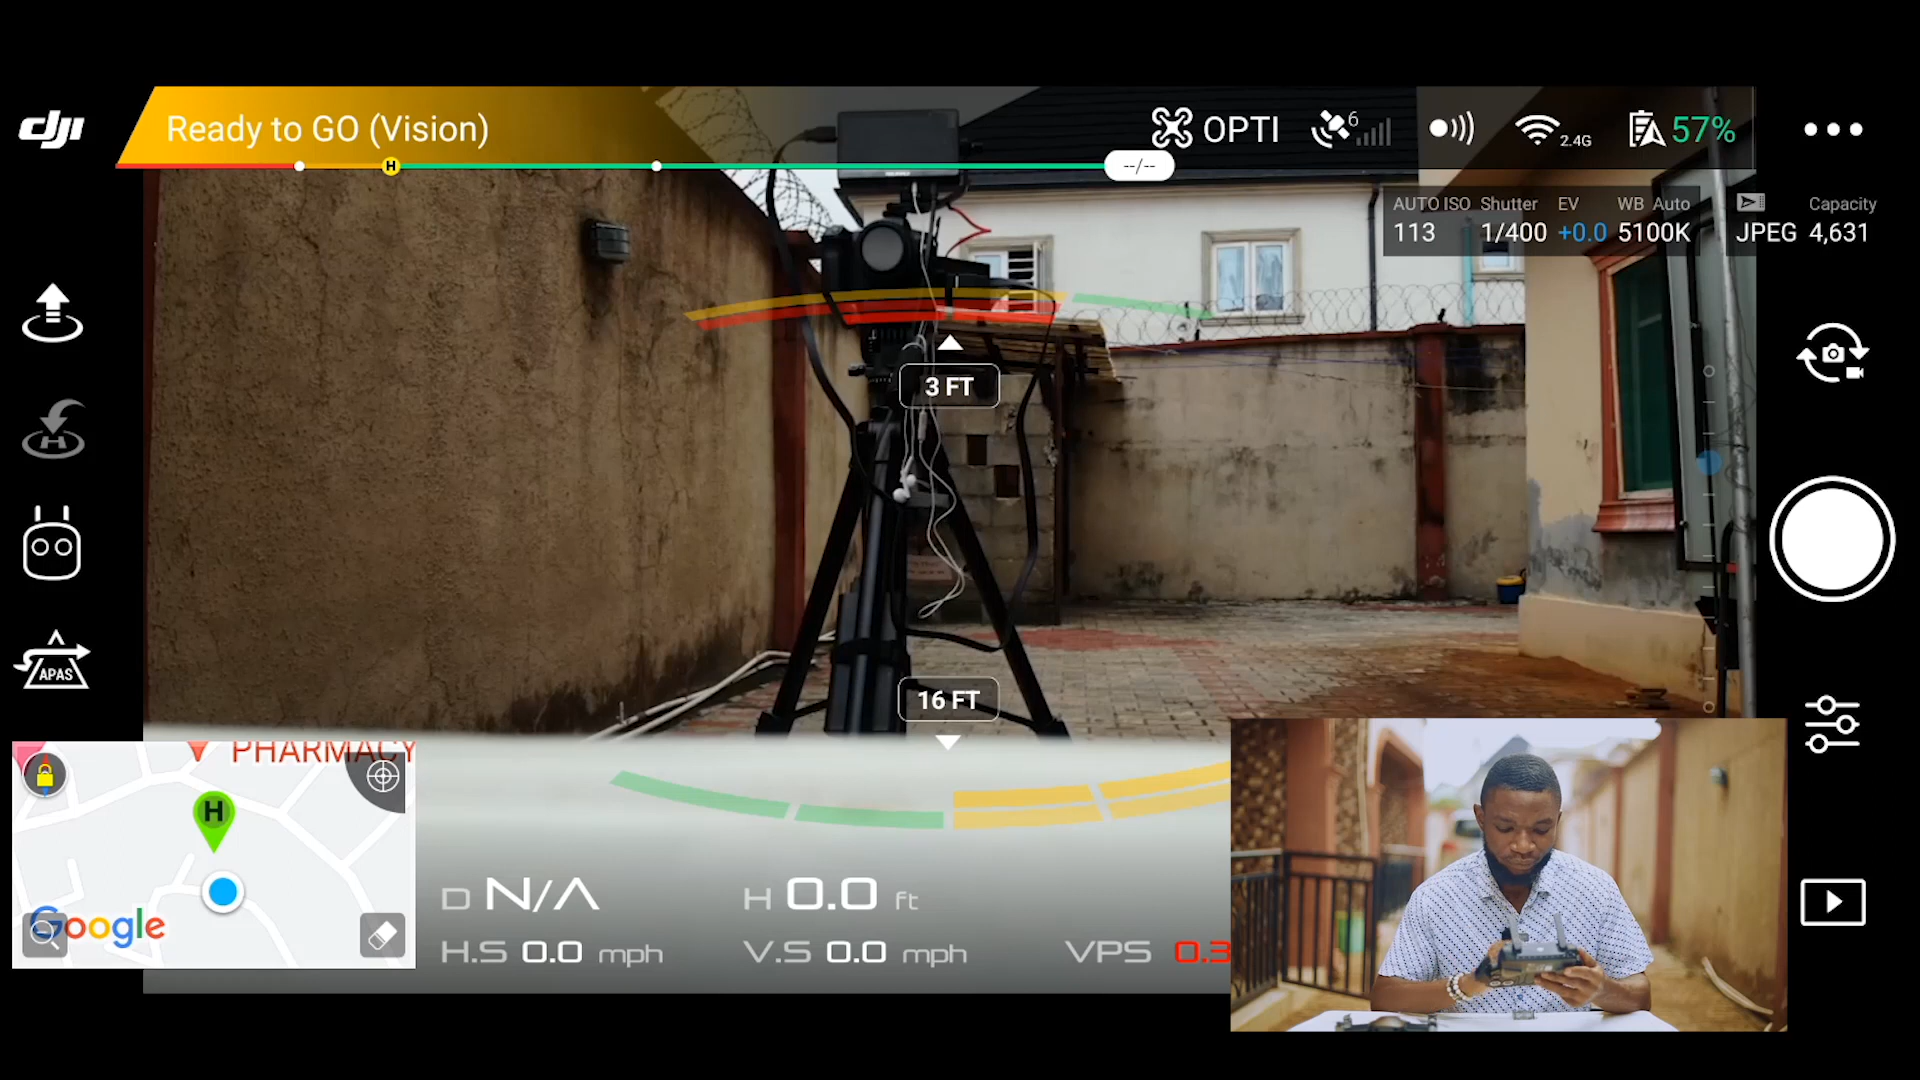 dji
Ready to GO (Vision)
OPTI
6
2.4G
57%
H
--/--
AUTO ISO Shutter EV WB Auto Capacity
113 1/400 +0.0 5100K JPEG 4,631
3 FT
H
APAS
16 FT
PHARMACY
H
Google
D N/A H 0.0 ft
H.S 0.0 mph V.S 0.0 mph VPS 0.3